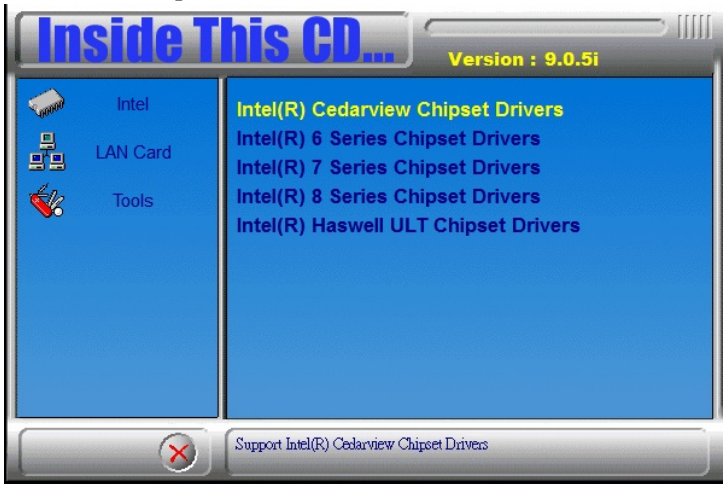 Inside This CD...
Version : 9.0.5i
Intel
LAN Card
Tools
Intel(R) Cedarview Chipset Drivers
Intel(R) 6 Series Chipset Drivers
Intel(R) 7 Series Chipset Drivers
Intel(R) 8 Series Chipset Drivers
Intel(R) Haswell ULT Chipset Drivers
Support Intel(R) Cedarview Chipset Drivers